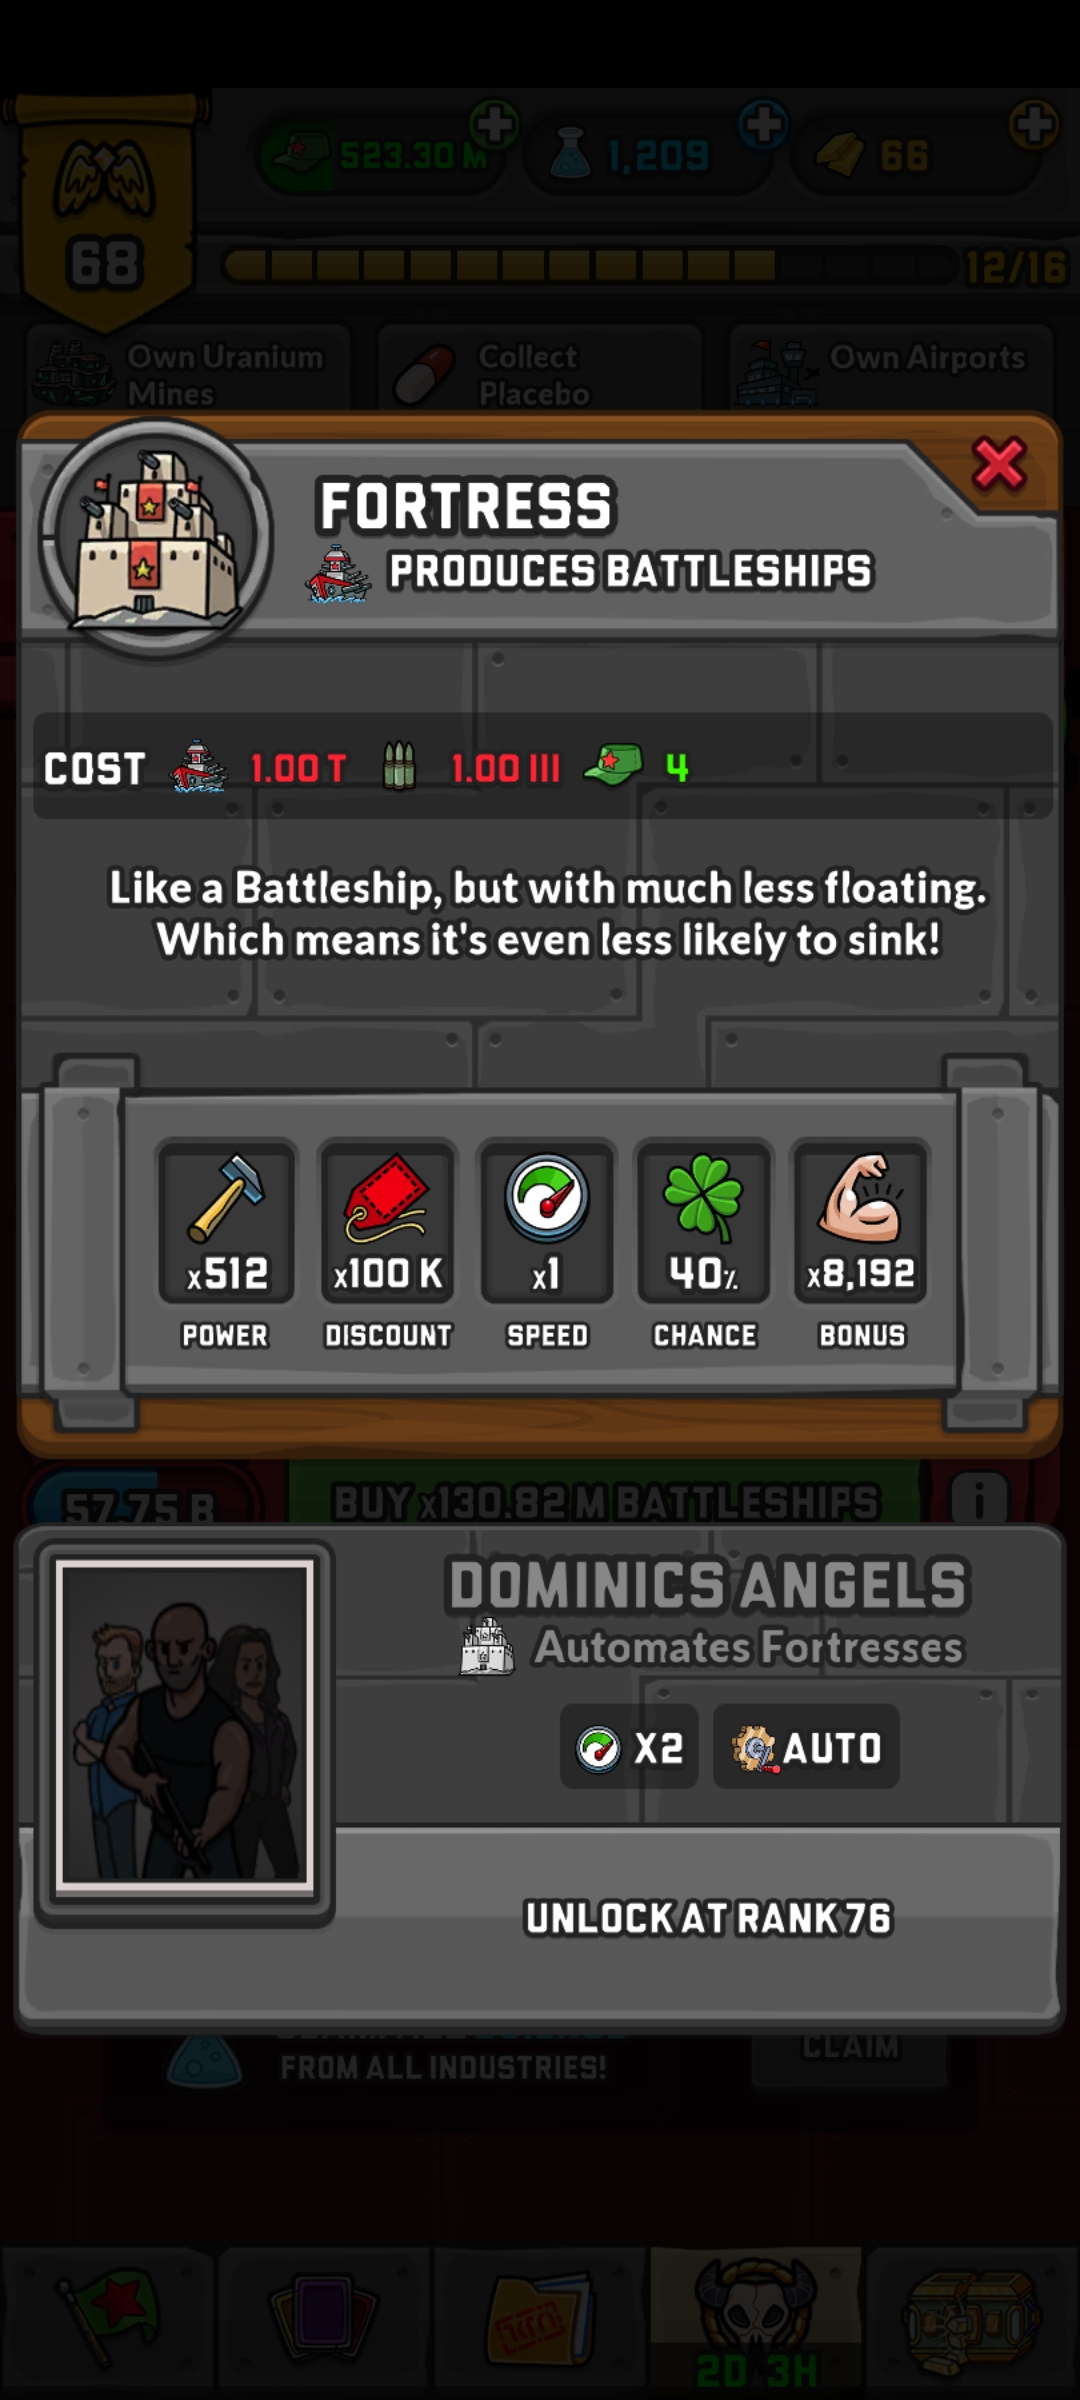 523.30 M
1,209
66
68
12/16
Own Uranium
Mines
Collect
Placebo
Own Airports
FORTRESS
PRODUCES BATTLESHIPS
COST 1.00 T 1.00 III 4
Like a Battleship, but with much less floating.
Which means it's even less likely to sink!
x512
x100 K
x1
40%
x8,192
POWER
DISCOUNT
SPEED
CHANCE
BONUS
57.75 B
BUY x130.82 M BATTLESHIPS
i
DOMINICS ANGELS
Automates Fortresses
X2
AUTO
UNLOCK AT RANK 76
FROM ALL INDUSTRIES!
CLAIM
2D 3H